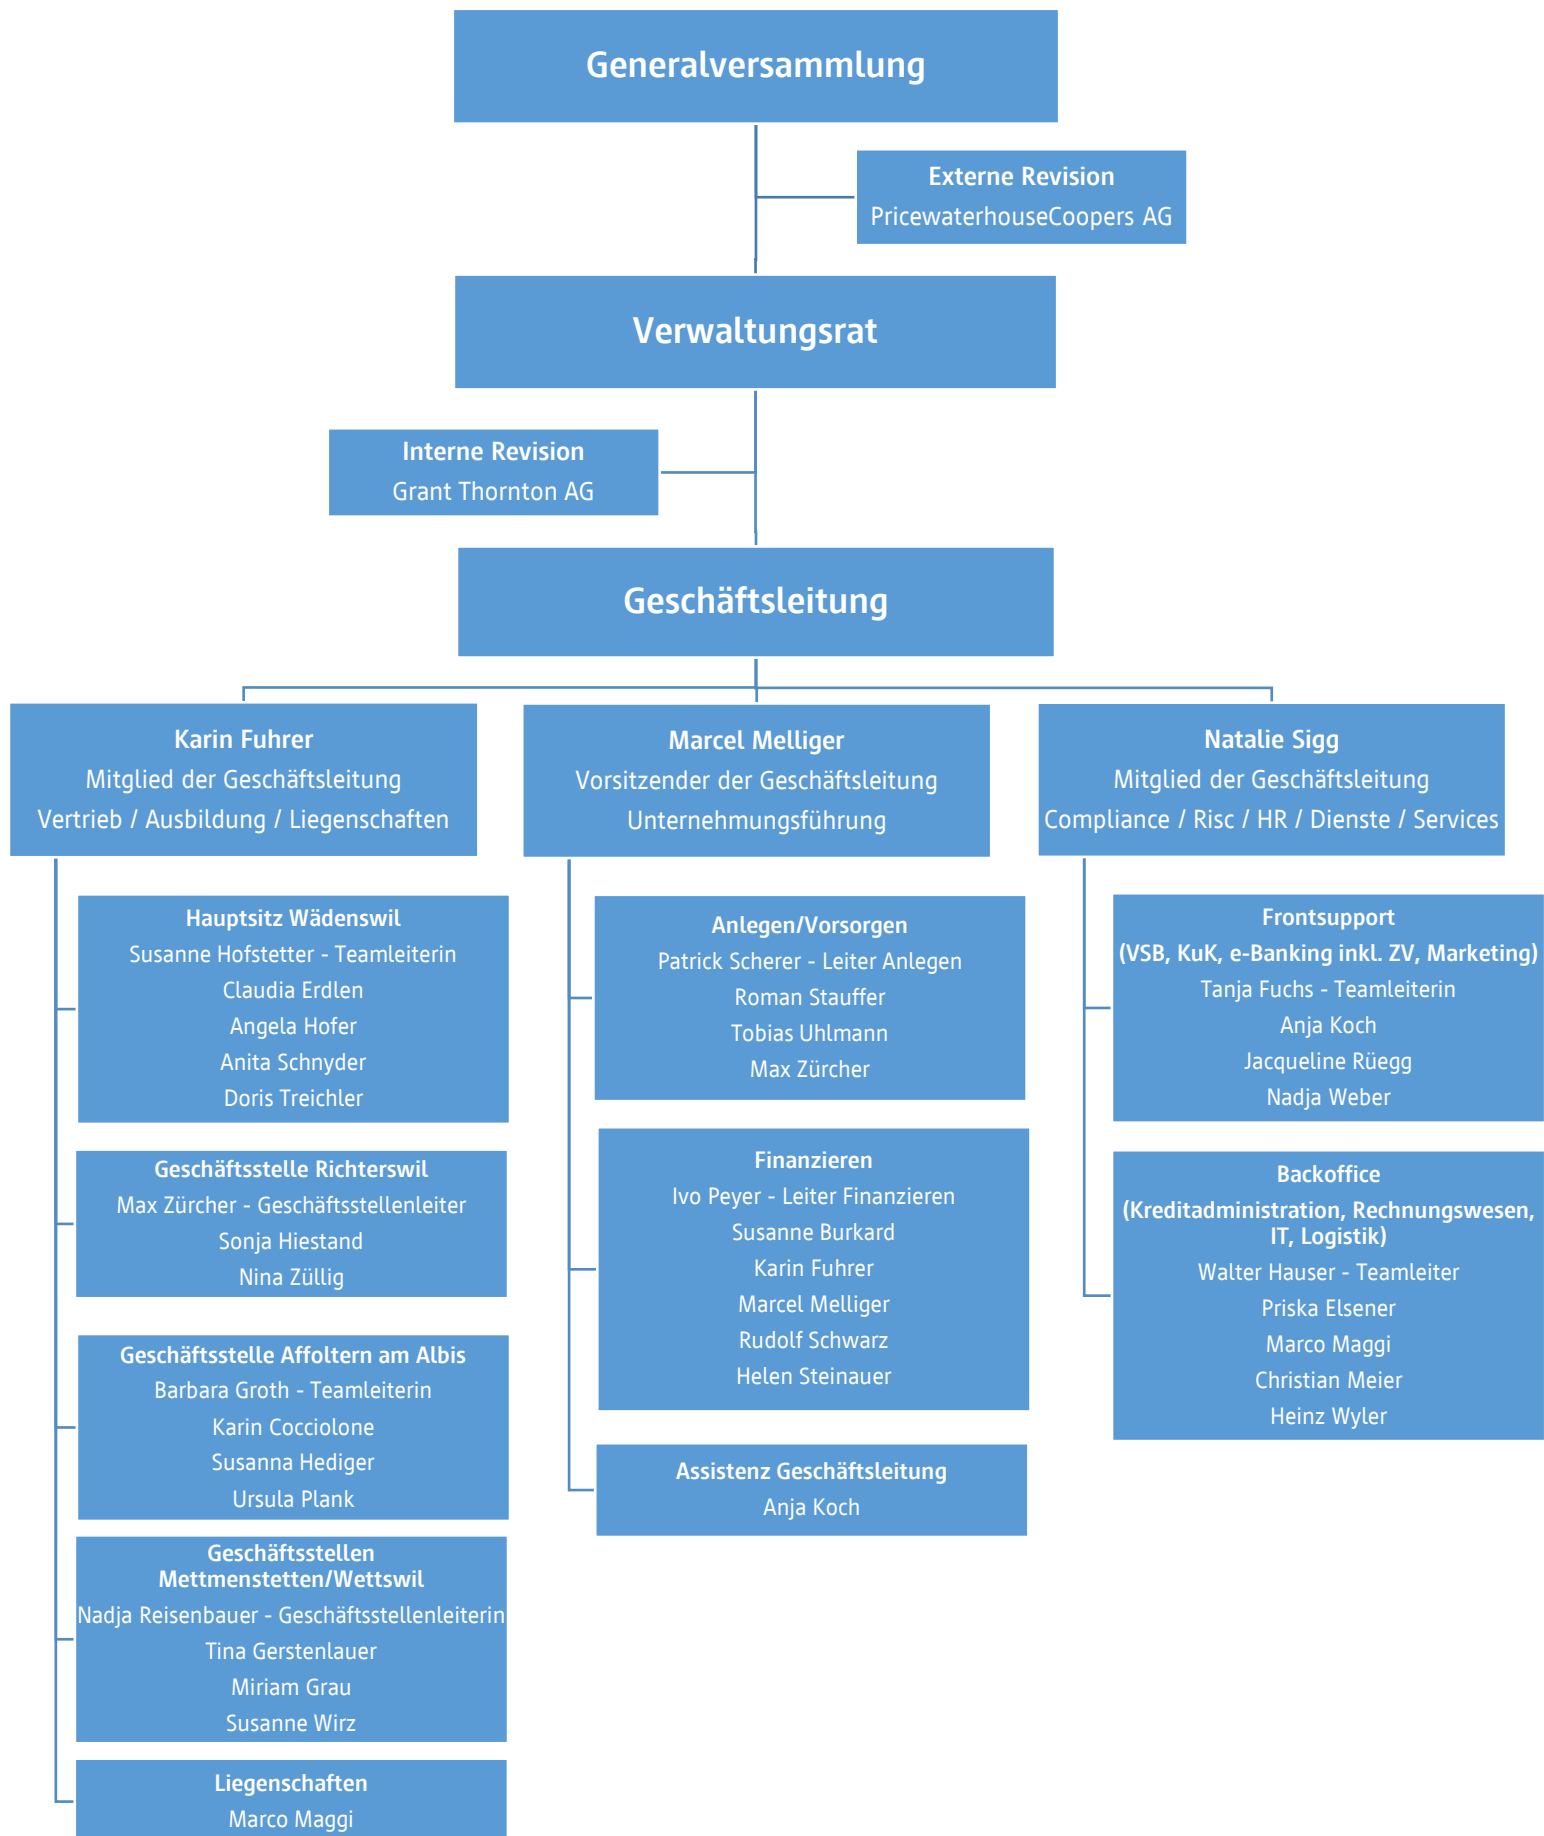 Generalversammlung
Externe Revision
PricewaterhouseCoopers AG
Verwaltungsrat
Interne Revision
Grant Thornton AG
Geschäftsleitung
Karin Fuhrer
Mitglied der Geschäftsleitung
Vertrieb / Ausbildung / Liegenschaften
Hauptsitz Wädenswil
Susanne Hofstetter - Teamleiterin
Claudia Erdlen
Angela Hofer
Anita Schnyder
Doris Treichler
Geschäftsstelle Richterswil
Max Zürcher - Geschäftsstellenleiter
Sonja Hiestand
Nina Züllig
Geschäftsstelle Affoltern am Albis
Barbara Groth - Teamleiterin
Karin Cocciolone
Susanna Hediger
Ursula Plank
Geschäftsstellen
Mettmenstetten/Wettswil
Nadja Reisenbauer - Geschäftsstellenleiterin
Tina Gerstenlauer
Miriam Grau
Susanne Wirz
Liegenschaften
Marco Maggi
Marcel Melliger
Vorsitzender der Geschäftsleitung
Unternehmungsführung
Anlegen/Vorsorgen
Patrick Scherer - Leiter Anlegen
Roman Stauffer
Tobias Uhlmann
Max Zürcher
Finanzieren
Ivo Peyer - Leiter Finanzieren
Susanne Burkard
Karin Fuhrer
Marcel Melliger
Rudolf Schwarz
Helen Steinauer
Assistenz Geschäftsleitung
Anja Koch
Natalie Sigg
Mitglied der Geschäftsleitung
Compliance / Risc / HR / Dienste / Services
Frontsupport
(VSB, KuK, e-Banking inkl. ZV, Marketing)
Tanja Fuchs - Teamleiterin
Anja Koch
Jacqueline Rüegg
Nadja Weber
Backoffice
(Kreditadministration, Rechnungswesen,
IT, Logistik)
Walter Hauser - Teamleiter
Priska Elsener
Marco Maggi
Christian Meier
Heinz Wyler